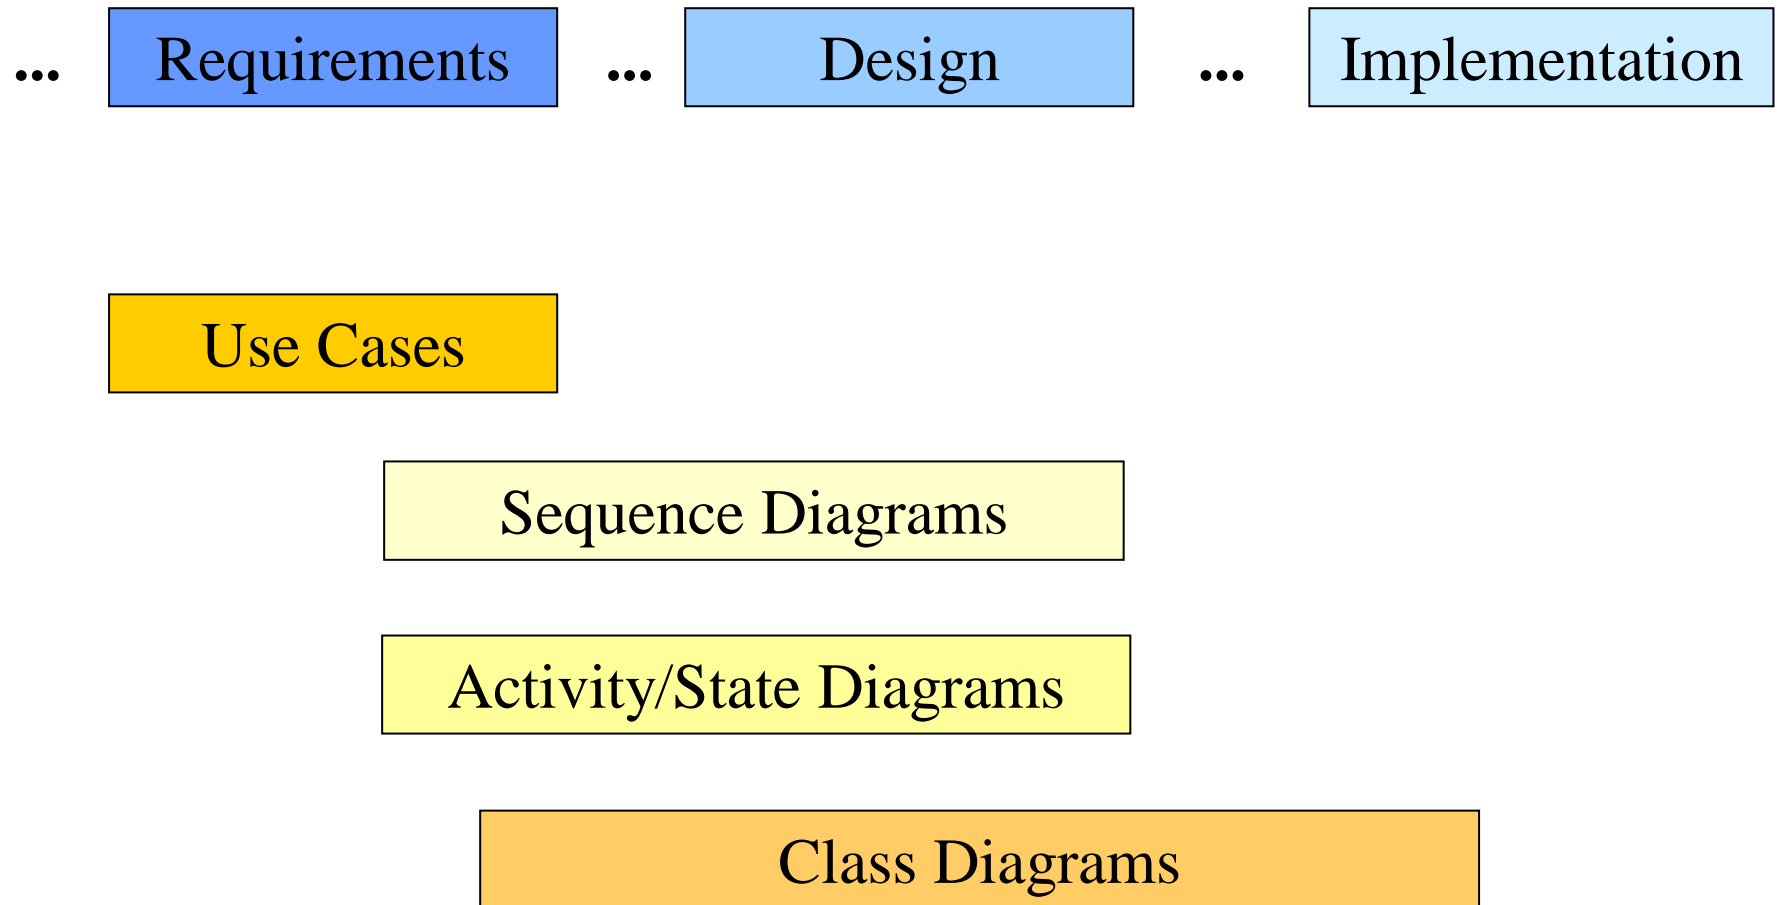 ... Requirements ... Design ... Implementation
Use Cases
Sequence Diagrams
Activity/State Diagrams
Class Diagrams